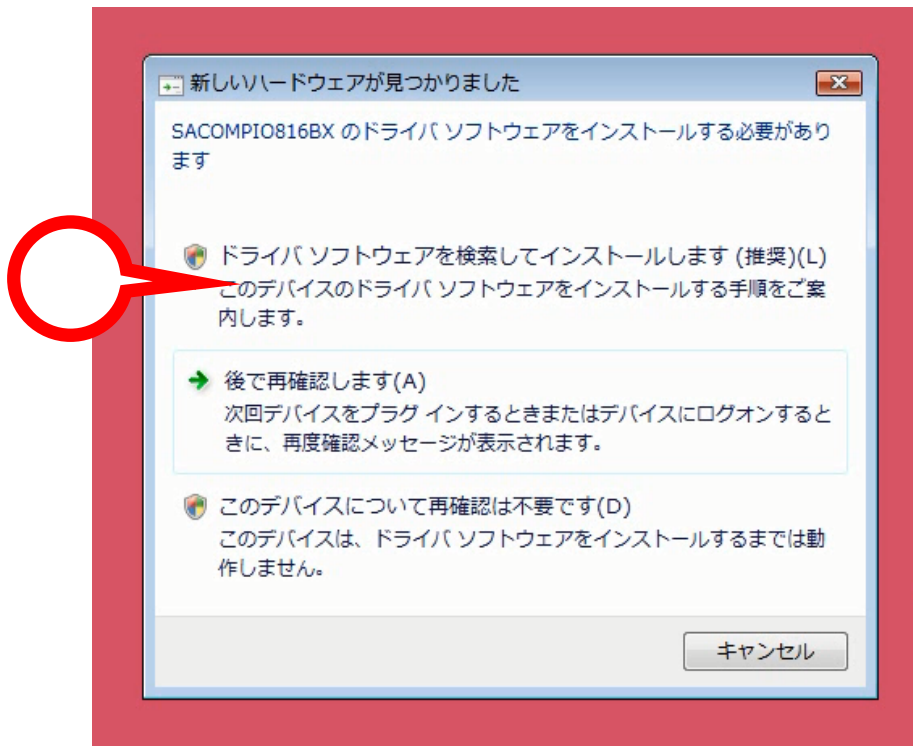 新しいハードウェアが見つかりました
SACOMPIO816BX のドライバ ソフトウェアをインストールする必要があり
ます
ドライバ ソフトウェアを検索してインストールします (推奨)(L)
このデバイスのドライバ ソフトウェアをインストールする手順をご案
内します。
後で再確認します(A)
次回デバイスをプラグ インするときまたはデバイスにログオンすると
きに、再度確認メッセージが表示されます。
このデバイスについて再確認は不要です(D)
このデバイスは、ドライバ ソフトウェアをインストールするまでは動
作しません。
キャンセル